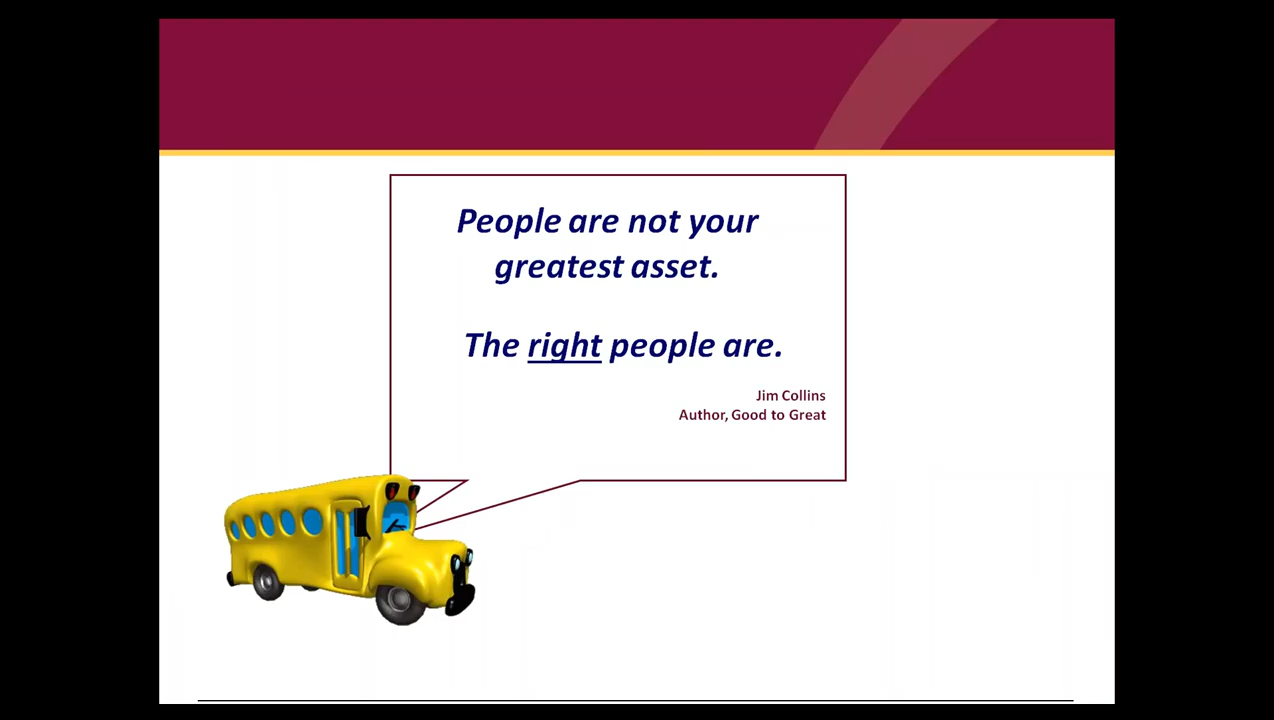 People are not your
greatest asset.
The right people are.
Jim Collins
Author, Good to Great